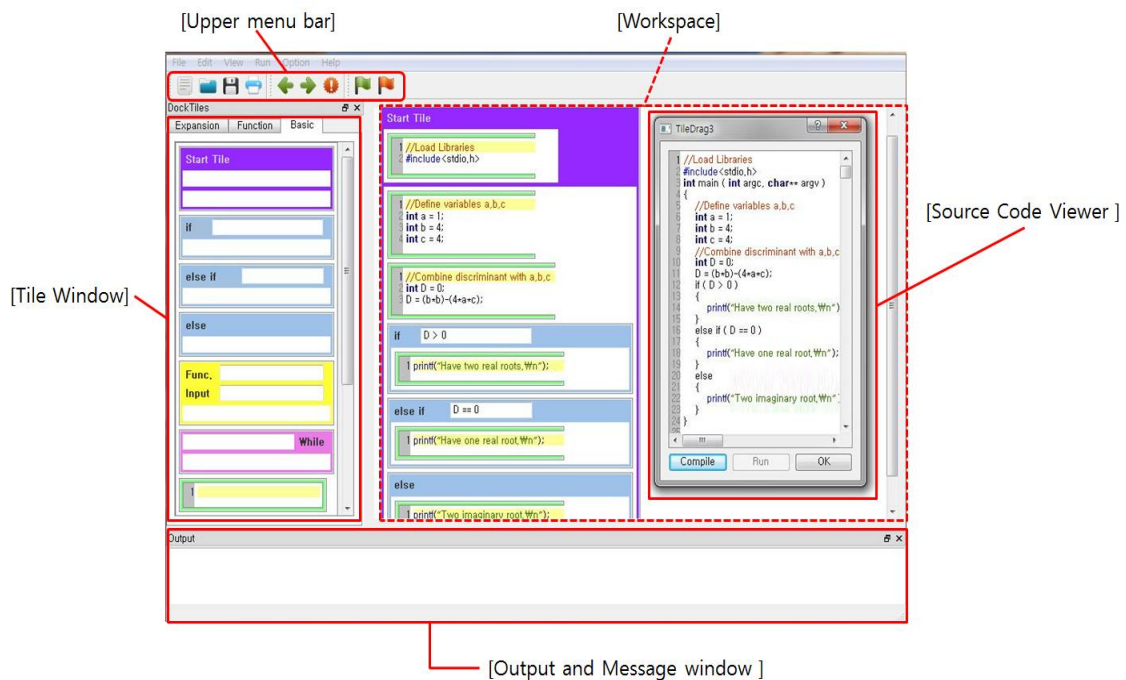 [Upper menu bar]
[Workspace]
File Edit View Run Option Help
DockTiles
Expansion Function Basic
Start Tile
if
else if
else
Func,
Input
While
1
[Tile Window]
Start Tile
1 //Load Libraries
2 #include<stdio,h>
1 //Define variables a,b,c
2 int a = 1;
3 int b = 4;
4 int c = 4;
1 //Combine discriminant with a,b,c
2 int D = 0;
3 D = (b*b)-(4*a*c);
if D > 0
1 printf("Have two real roots,₩n");
else if D == 0
1 printf("Have one real root,₩n");
else
1 printf("Two imaginary root,₩n");
TileDrag3
1 //Load Libraries
2 #include<stdio,h>
3 int main ( int argc, char** argv )
4 {
5 //Define variables a,b,c
6 int a = 1;
7 int b = 4;
8 int c = 4;
9 //Combine discriminant with a,b,c
10 int D = 0;
11 D = (b*b)-(4*a*c);
12 if ( D > 0 )
13 {
14 printf("Have two real roots,₩n")
15 }
16 else if ( D == 0 )
17 {
18 printf("Have one real root,₩n");
19 }
20 else
21 {
22 printf("Two imaginary root,₩n"
23 }
24 }
25
Compile Run OK
[Source Code Viewer ]
Output
[Output and Message window ]